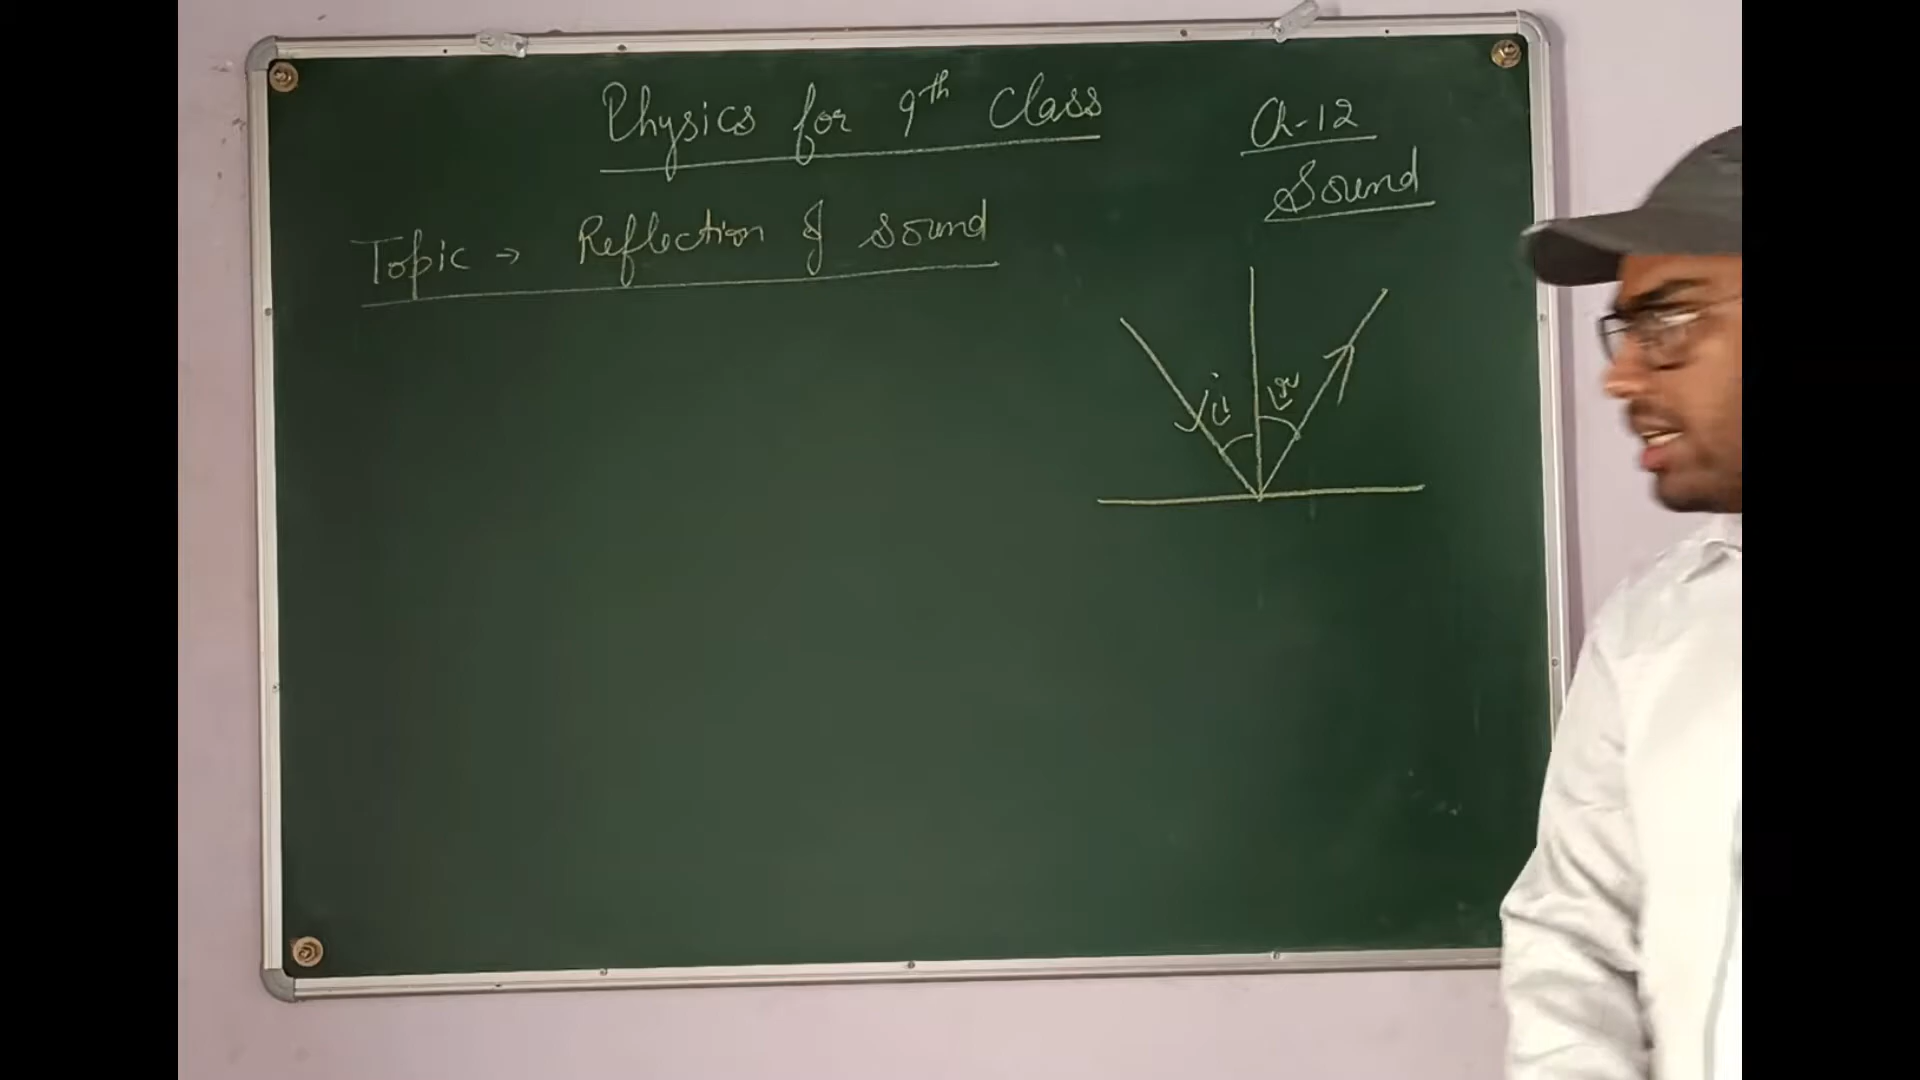 Physics for 9th Class
Ch-12
Sound
Topic → Reflection of sound
∠i
∠r